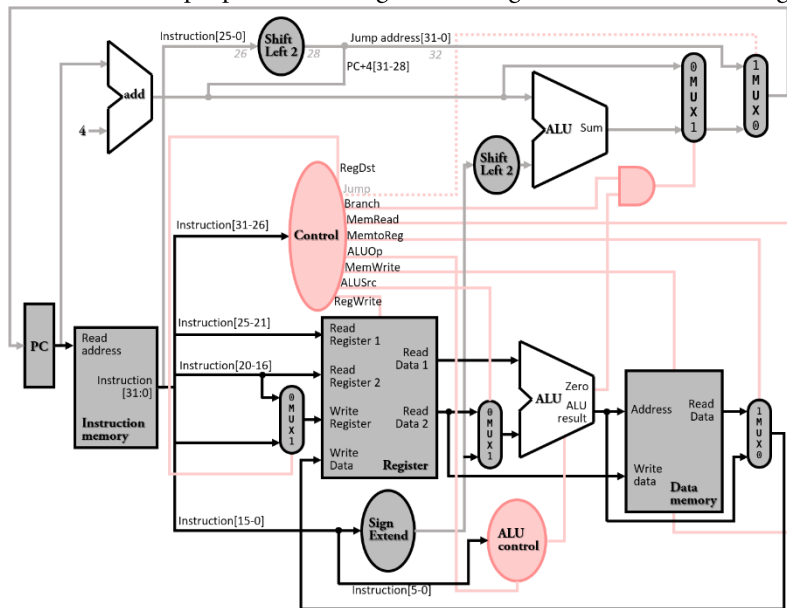 Instruction[25-0]
26
Shift
Left 2
28
Jump address[31-0]
32
PC+4[31-28]
add
4
0
M
U
X
1
1
M
U
X
0
ALU
Sum
Shift
Left 2
RegDst
Jump
Branch
MemRead
MemtoReg
ALUOp
MemWrite
ALUSrc
RegWrite
Control
Instruction[31-26]
Instruction[25-21]
Instruction[20-16]
Instruction[15-0]
Instruction[5-0]
PC
Read
address
Instruction
[31:0]
Instruction
memory
0
M
U
X
1
Read
Register 1
Read
Register 2
Write
Register
Write
Data
Read
Data 1
Read
Data 2
Register
0
M
U
X
1
ALU
Zero
ALU
result
Address
Read
Data
Write
data
Data
memory
1
M
U
X
0
Sign
Extend
ALU
control